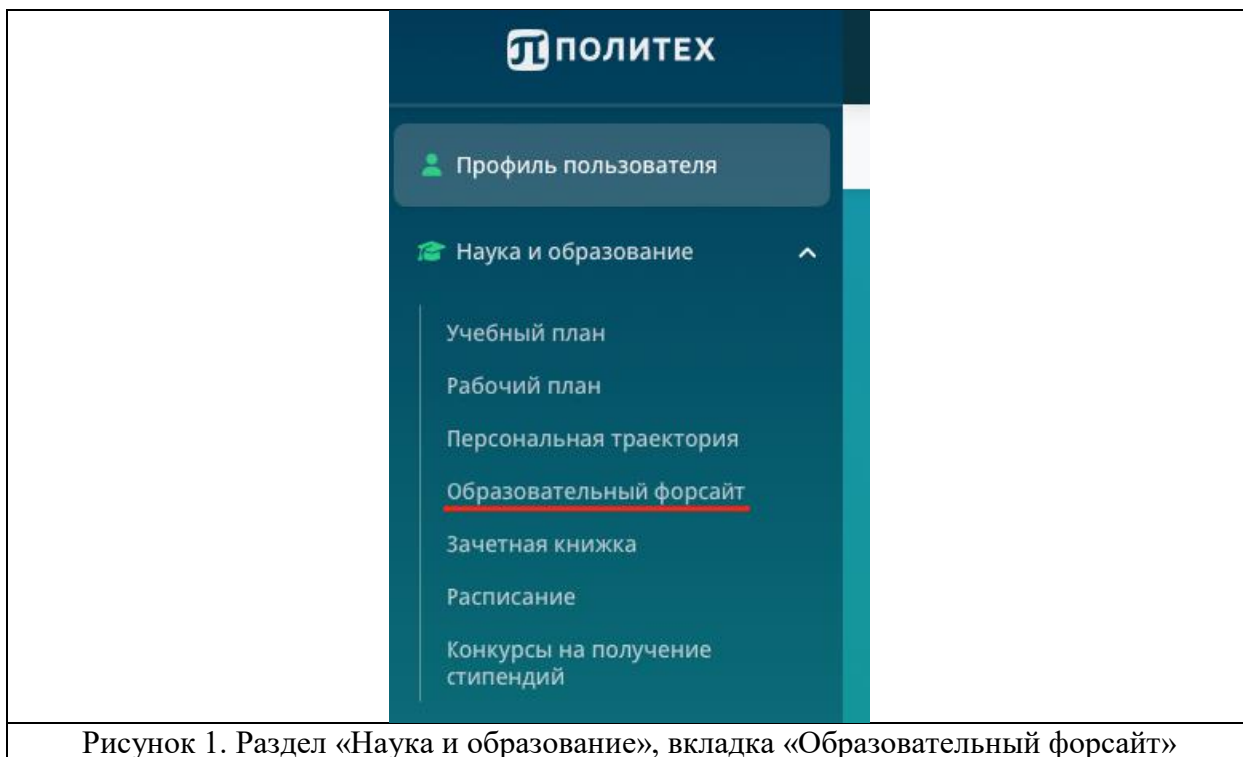 ПОЛИТЕХ
Профиль пользователя
Наука и образование
Учебный план
Рабочий план
Персональная траектория
Образовательный форсайт
Зачетная книжка
Расписание
Конкурсы на получение
стипендий
Рисунок 1. Раздел «Наука и образование», вкладка «Образовательный форсайт»